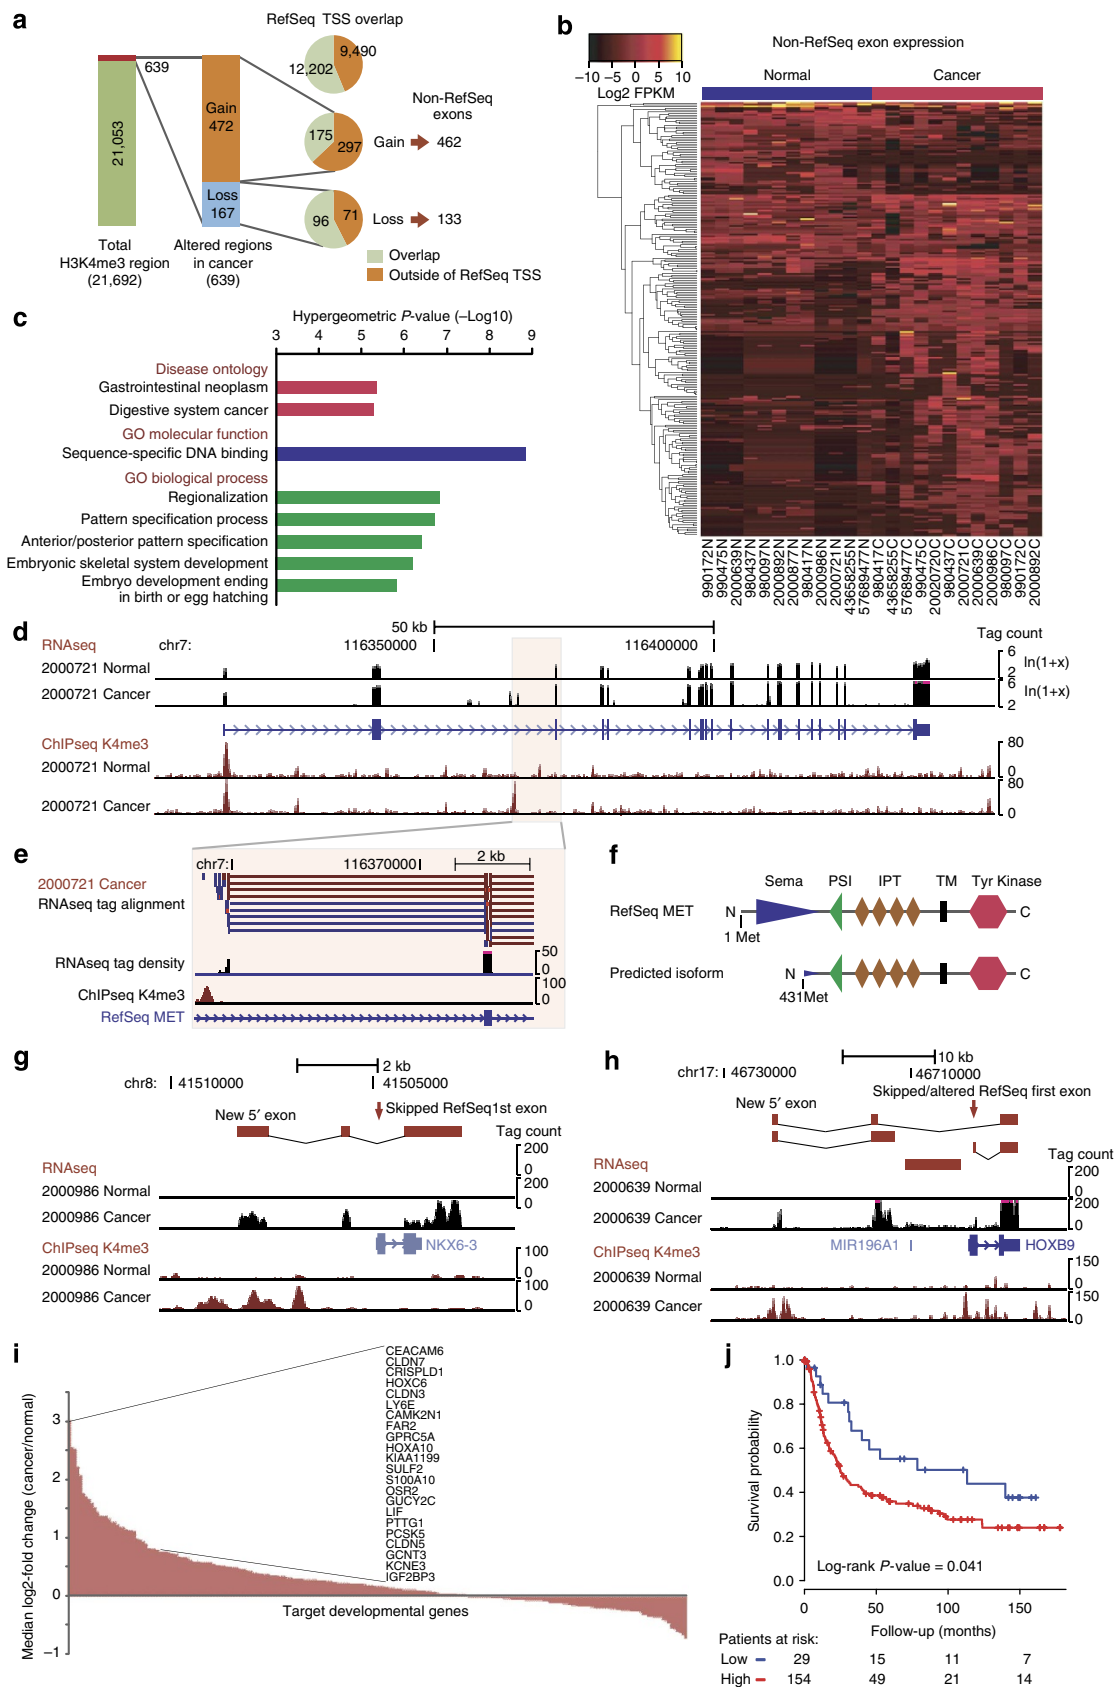 a
RefSeq TSS overlap
9,490
12,202
639
Gain
472
21,053
Non-RefSeq
exons
175
297
Gain
462
Loss
167
96
71
Loss
133
Total
H3K4me3 region
(21,692)
Altered regions
in cancer
(639)
Overlap
Outside of RefSeq TSS
b
Non-RefSeq exon expression
−10 −5 0 5 10
Log2 FPKM
Normal
Cancer
990172N
990475N
2000639N
980437N
980097N
2000892N
2000877N
980417N
2000986N
2000721N
43658255N
57689477N
980417C
43658255C
57689477C
990475C
20020720C
980437C
2000721C
2000639C
2000986C
980097C
990172C
2000892C
c
Hypergeometric P-value (−Log10)
3 4 5 6 7 8 9
Disease ontology
Gastrointestinal neoplasm
Digestive system cancer
GO molecular function
Sequence-specific DNA binding
GO biological process
Regionalization
Pattern specification process
Anterior/posterior pattern specification
Embryonic skeletal system development
Embryo development ending
in birth or egg hatching
d
50 kb
Tag count
RNAseq
chr7:
116350000
116400000
2000721 Normal
6
2
ln(1+x)
2000721 Cancer
6
2
ln(1+x)
ChIPseq K4me3
2000721 Normal
80
0
2000721 Cancer
80
0
e
chr7:
116370000
2 kb
2000721 Cancer
RNAseq tag alignment
RNAseq tag density
50
0
ChIPseq K4me3
100
0
RefSeq MET
f
Sema PSI IPT TM Tyr Kinase
RefSeq MET
N
C
1 Met
Predicted isoform
N
C
431Met
g
2 kb
chr8:
41510000
41505000
Skipped RefSeq1st exon
New 5′ exon
Tag count
RNAseq
200
0
2000986 Normal
200
0
2000986 Cancer
NKX6-3
ChIPseq K4me3
2000986 Normal
100
0
2000986 Cancer
100
0
h
10 kb
chr17:
46730000
46710000
Skipped/altered RefSeq first exon
New 5′ exon
Tag count
RNAseq
200
0
2000639 Normal
200
0
2000639 Cancer
MIR196A1
HOXB9
ChIPseq K4me3
2000639 Normal
150
0
2000639 Cancer
150
0
i
Median log2-fold change (cancer/normal)
3
2
1
0
−1
CEACAM6
CLDN7
CRISPLD1
HOXC6
CLDN3
LY6E
CAMK2N1
FAR2
GPRC5A
HOXA10
KIAA1199
SULF2
S100A10
OSR2
GUCY2C
LIF
PTTG1
PCSK5
CLDN5
GCNT3
KCNE3
IGF2BP3
Target developmental genes
j
Survival probability
1.0
0.8
0.6
0.4
0.2
0.0
Log-rank P-value = 0.041
0 50 100 150
Follow-up (months)
Patients at risk:
Low 29 15 11 7
High 154 49 21 14